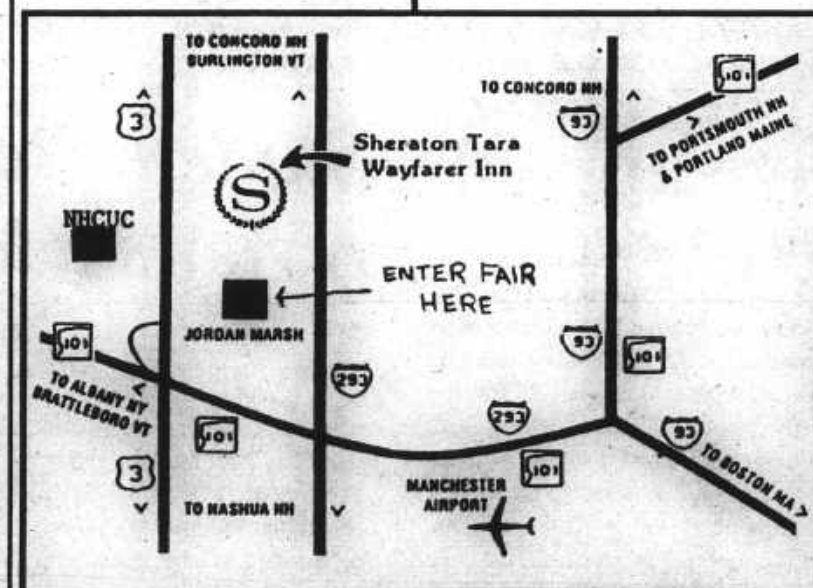 TO CONCORD NH
BURLINGTON VT
TO CONCORD NH
101
3
93
TO PORTSMOUTH NH
& PORTLAND MAINE
Sheraton Tara
Wayfarer Inn
S
NHCUC
ENTER FAIR
HERE
JORDAN MARSH
101
93
101
293
TO ALBANY NY
BRATTLEBORO VT
101
293
93
TO BOSTON MA
3
101
MANCHESTER
AIRPORT
TO NASHUA NH